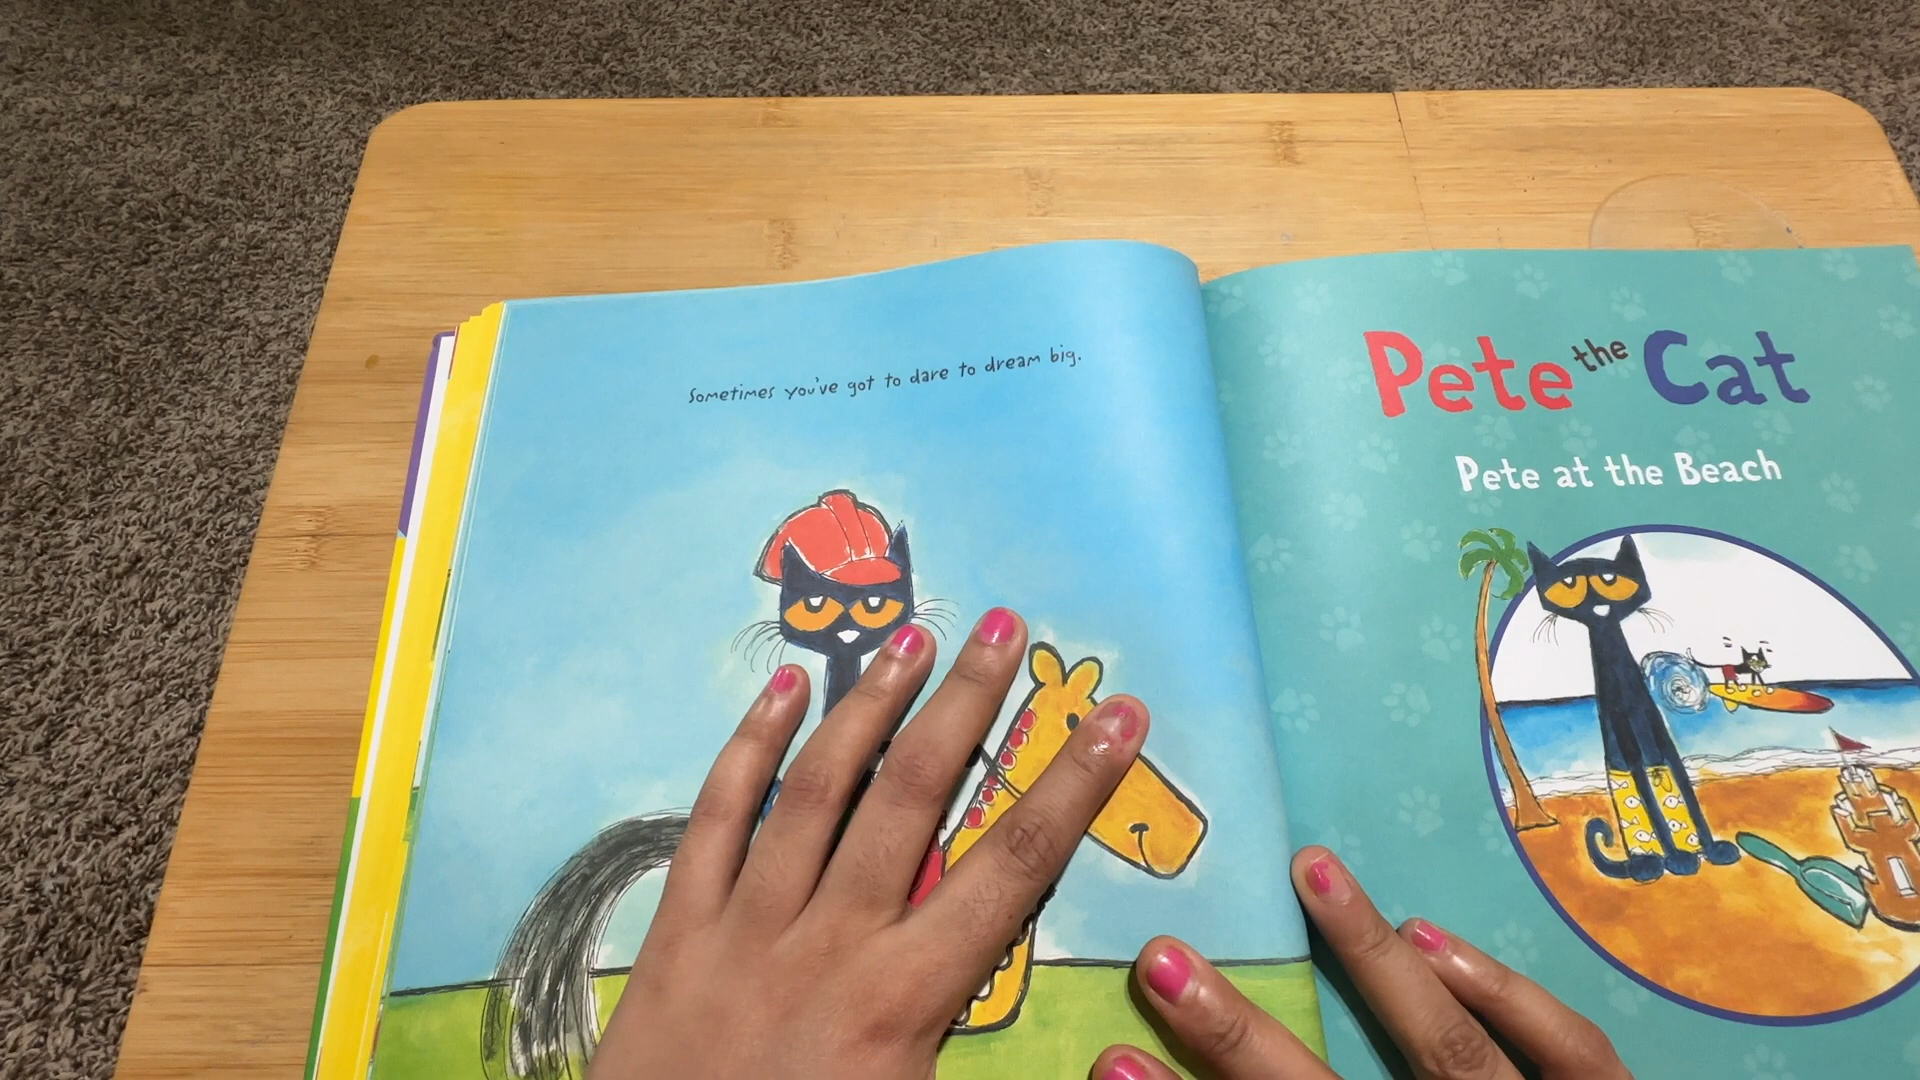 Sometimes you've got to dare to dream big.
Pete the Cat
Pete at the Beach